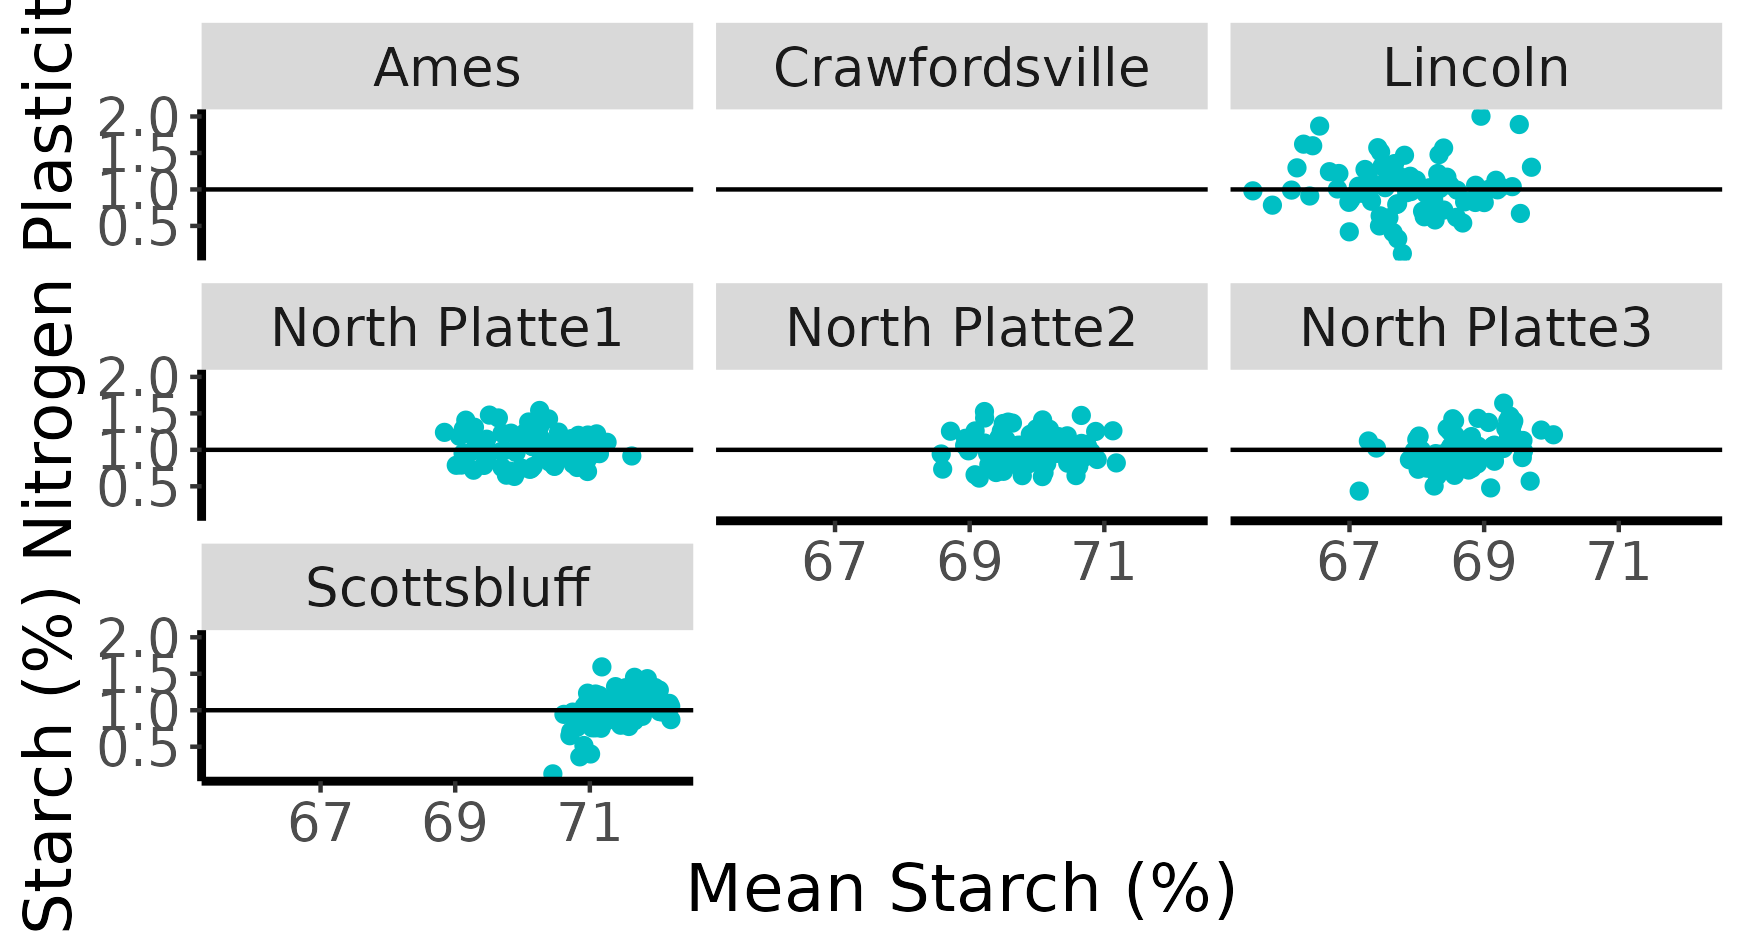 Starch (%) Nitrogen Plasticit
Ames
Crawfordsville
Lincoln
2.0
1.5
1.0
0.5
North Platte1
North Platte2
North Platte3
2.0
1.5
1.0
0.5
67 69 71
67 69 71
Scottsbluff
2.0
1.5
1.0
0.5
67 69 71
Mean Starch (%)